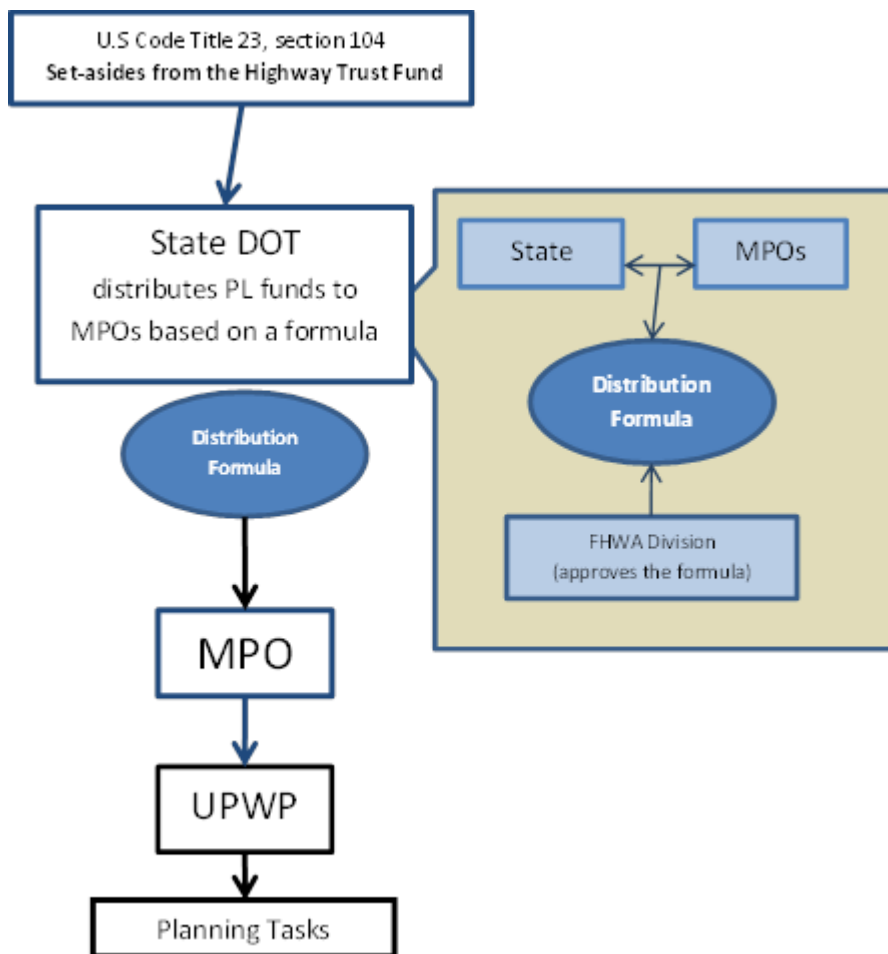 U.S Code Title 23, section 104
Set-asides from the Highway Trust Fund
State DOT
distributes PL funds to
MPOs based on a formula
State
MPOs
Distribution
Formula
FHWA Division
(approves the formula)
Distribution
Formula
MPO
UPWP
Planning Tasks